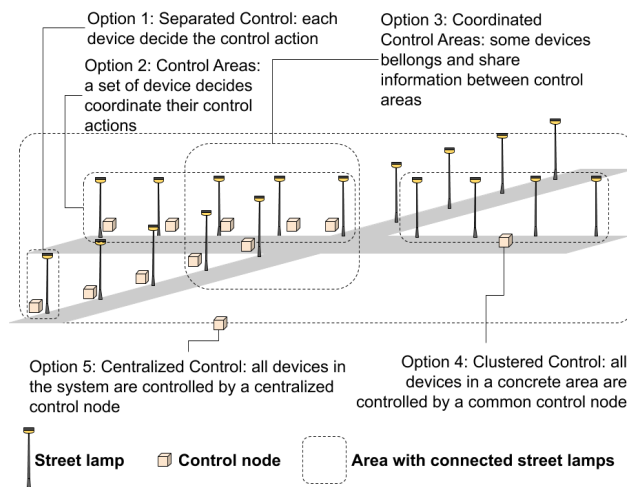 Option 1: Separated Control: each
device decide the control action
Option 2: Control Areas:
a set of device decides
coordinate their control
actions
Option 3: Coordinated
Control Areas: some devices
belongs and share
information between control
areas
Option 5: Centralized Control: all devices in
the system are controlled by a centralized
control node
Option 4: Clustered Control: all
devices in a concrete area are
controlled by a common control node
Street lamp
Control node
Area with connected street lamps